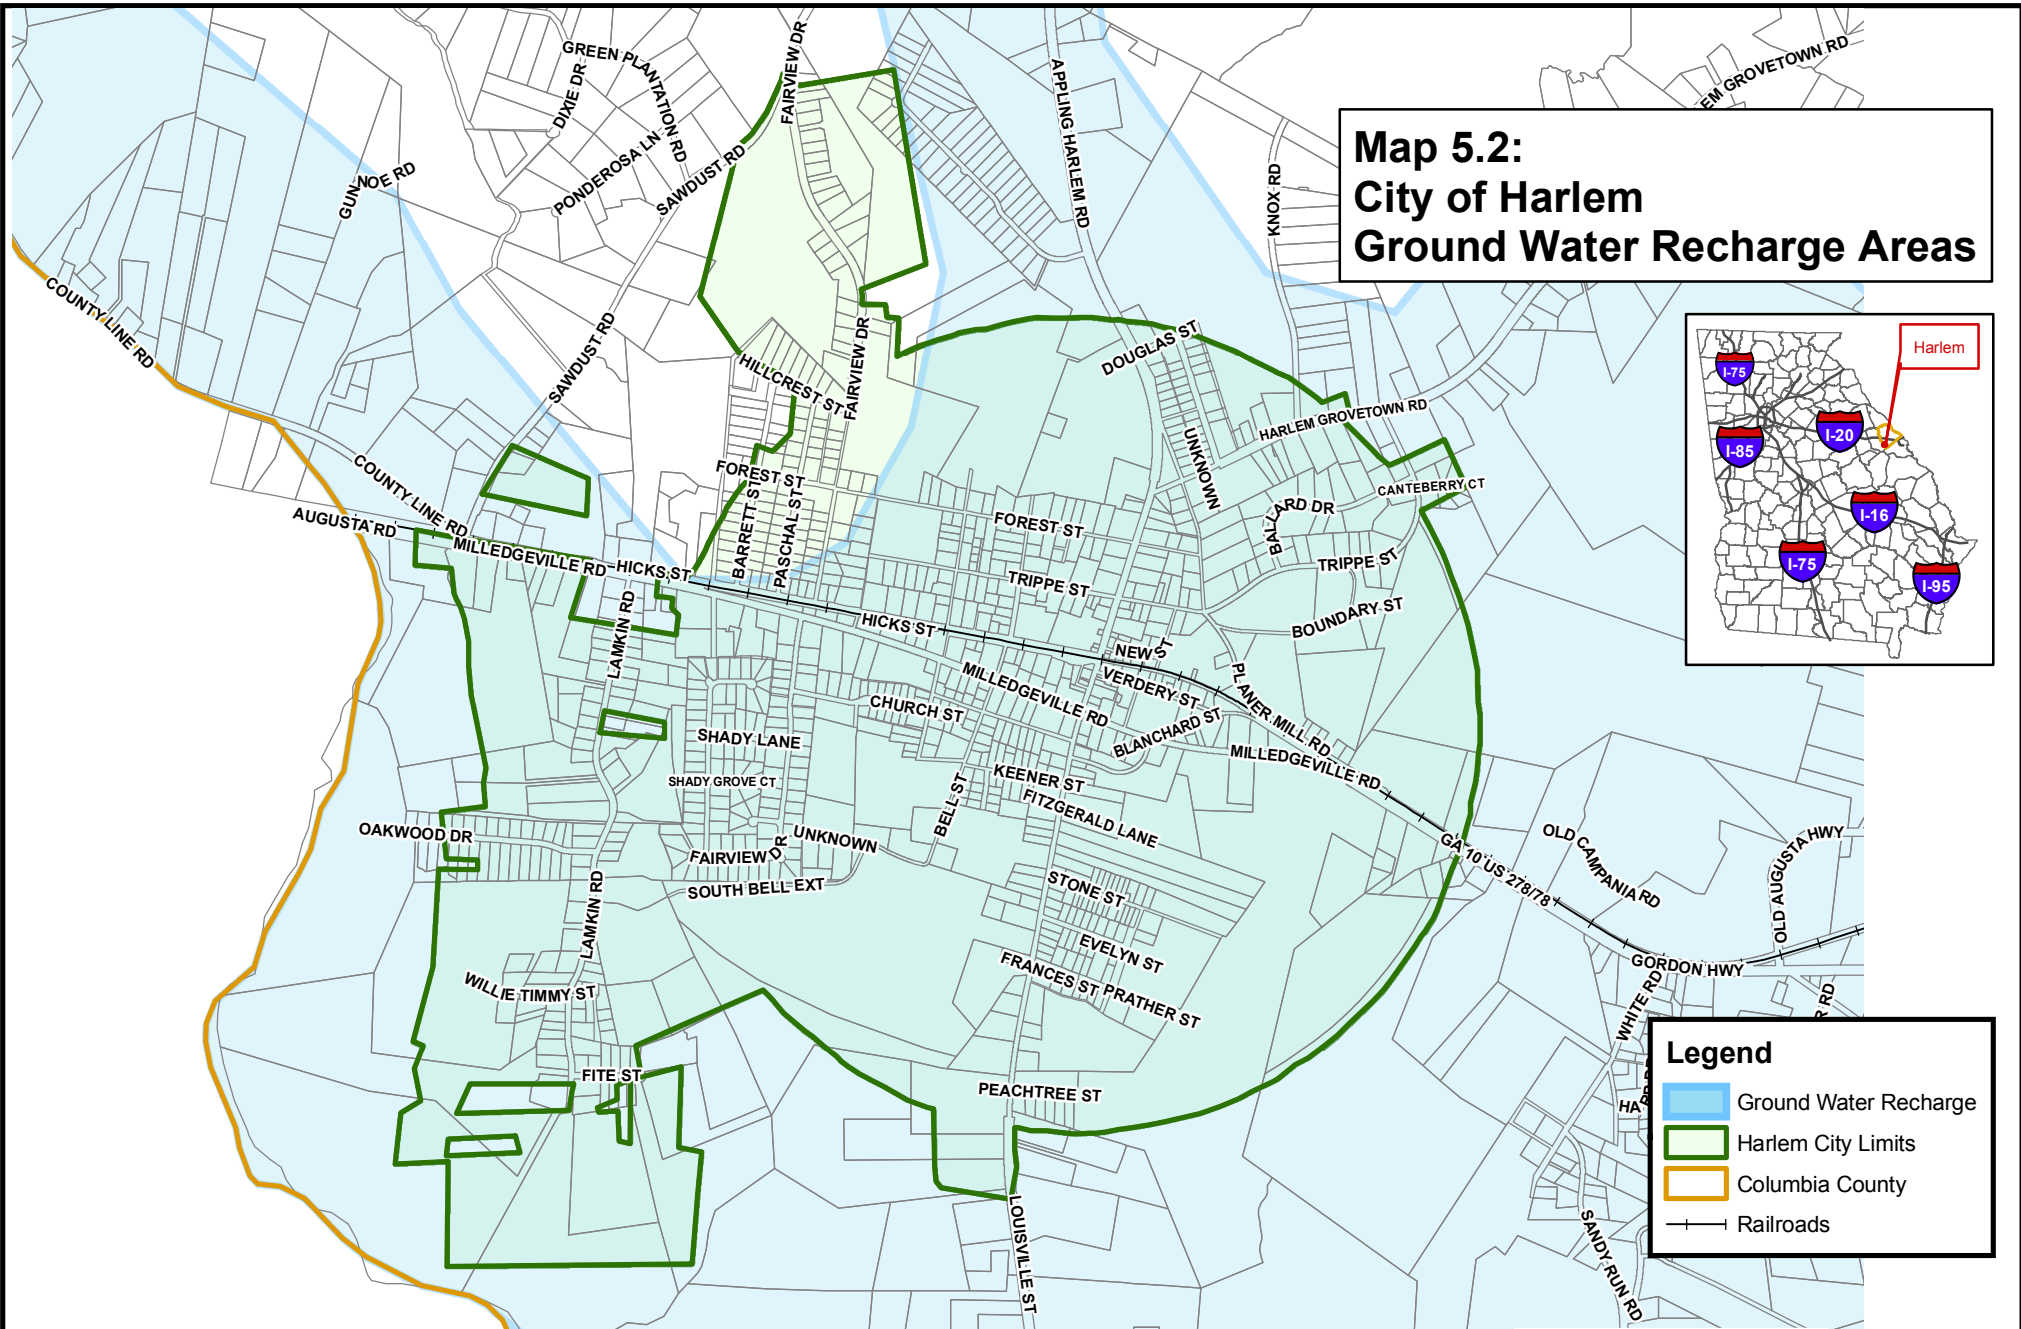 Map 5.2:
City of Harlem
Ground Water Recharge Areas
GREEN PLANTATION RD
DIXIE DR
FAIRVIEW DR
PONDEROSA LN
SAWDUST RD
GUNNOE RD
APPLING HARLEM RD
KNOX RD
EM GROVETOWN RD
COUNTY LINE RD
SAWDUST RD
HILLCREST ST
FAIRVIEW DR
DOUGLAS ST
HARLEM GROVETOWN RD
UNKNOWN
CANTEBERRY CT
BALLARD DR
FOREST ST
BARRETT ST
PASCHAL ST
FOREST ST
COUNTY LINE RD
AUGUSTA RD
MILLEDGEVILLE RD
HICKS ST
TRIPPE ST
TRIPPE ST
BOUNDARY ST
HICKS ST
LAMKIN RD
NEW ST
VERDERY ST
PLANER MILL RD
MILLEDGEVILLE RD
CHURCH ST
BLANCHARD ST
MILLEDGEVILLE RD
SHADY LANE
SHADY GROVE CT
KEENER ST
FITZGERALD LANE
BELL ST
OAKWOOD DR
FAIRVIEW DR
UNKNOWN
SOUTH BELL EXT
GA 10 US 278/78
OLD CAMPANIA RD
OLD AUGUSTA HWY
STONE ST
EVELYN ST
FRANCES ST
PRATHER ST
LAMKIN RD
WILLIE TIMMY ST
GORDON HWY
WHITE RD
R RD
FITE ST
PEACHTREE ST
LOUISVILLE ST
SANDY RUN RD
HA
Harlem
I-75
I-85
I-20
I-16
I-75
I-95
Legend
Ground Water Recharge
Harlem City Limits
Columbia County
Railroads